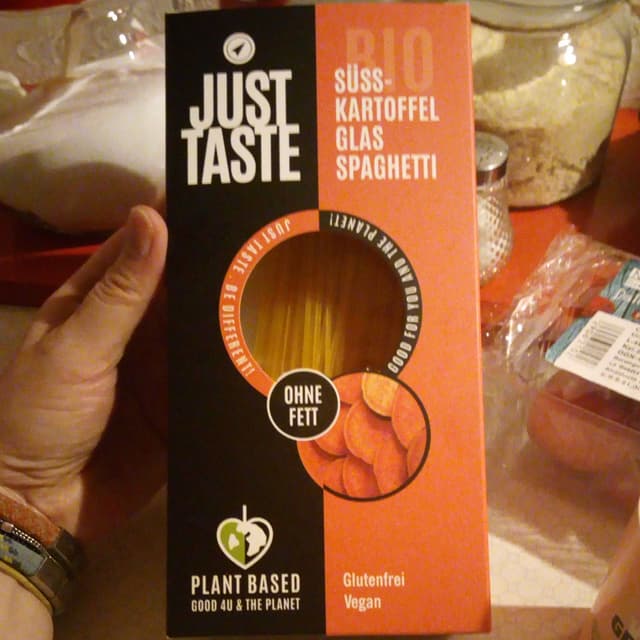 JUST
TASTE
BIO
SÜSS-
KARTOFFEL
GLAS
SPAGHETTI
JUST TASTE BE DIFFERENT!
GOOD FOR YOU AND THE PLANET!
OHNE
FETT
PLANT BASED
GOOD 4U & THE PLANET
Glutenfrei
Vegan